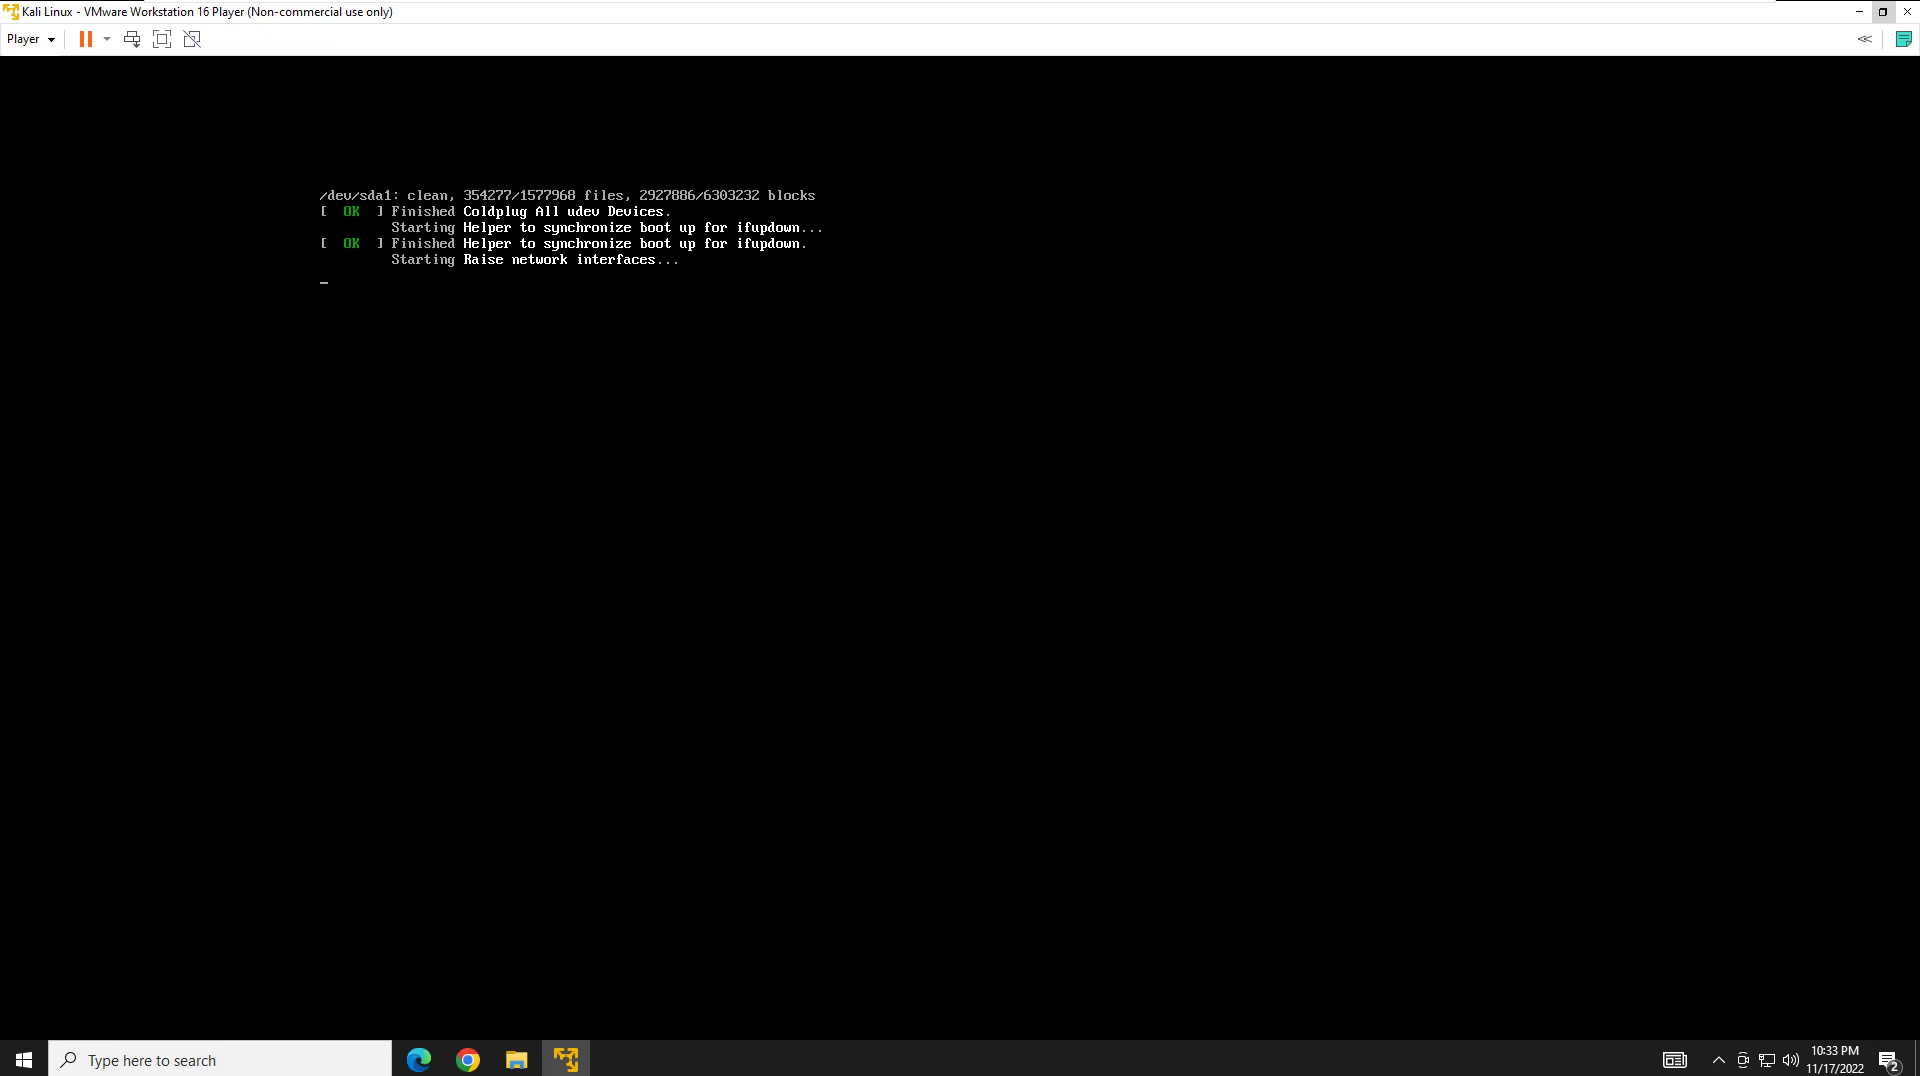 Kali Linux - VMware Workstation 16 Player (Non-commercial use only)
Player
/dev/sda1: clean, 354277/1577968 files, 2927886/6303232 blocks
[  OK  ] Finished Coldplug All udev Devices.
Starting Helper to synchronize boot up for ifupdown...
[  OK  ] Finished Helper to synchronize boot up for ifupdown.
Starting Raise network interfaces...
_
Type here to search
10:33 PM
11/17/2022
2